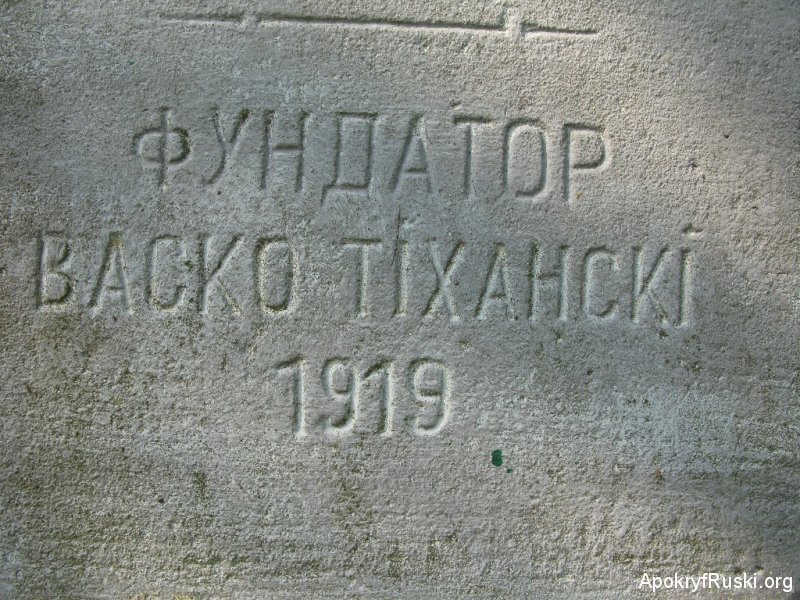 ФУНДАТОР
ВАСКО ТІХАНСКІ
1919
ApokryfRuski.org